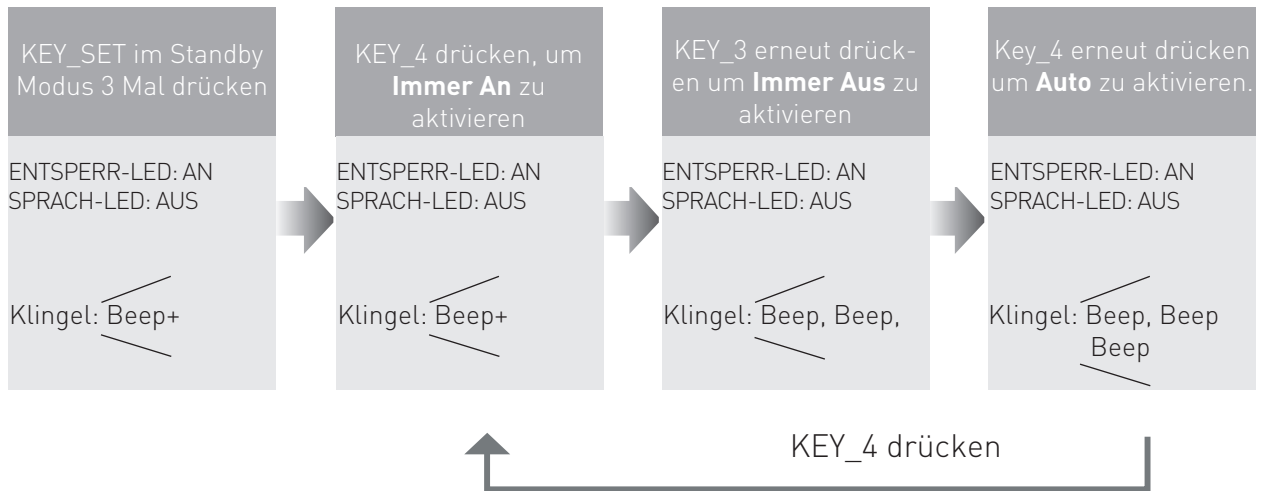 KEY_SET im Standby
Modus 3 Mal drücken
KEY_4 drücken, um
Immer An zu
aktivieren
KEY_3 erneut drück-
en um Immer Aus zu
aktivieren
Key_4 erneut drücken
um Auto zu aktivieren.
ENTSPERR-LED: AN
SPRACH-LED: AUS
ENTSPERR-LED: AN
SPRACH-LED: AUS
ENTSPERR-LED: AN
SPRACH-LED: AUS
ENTSPERR-LED: AN
SPRACH-LED: AUS
Klingel: Beep+
Klingel: Beep+
Klingel: Beep, Beep,
Klingel: Beep, Beep
Beep
KEY_4 drücken